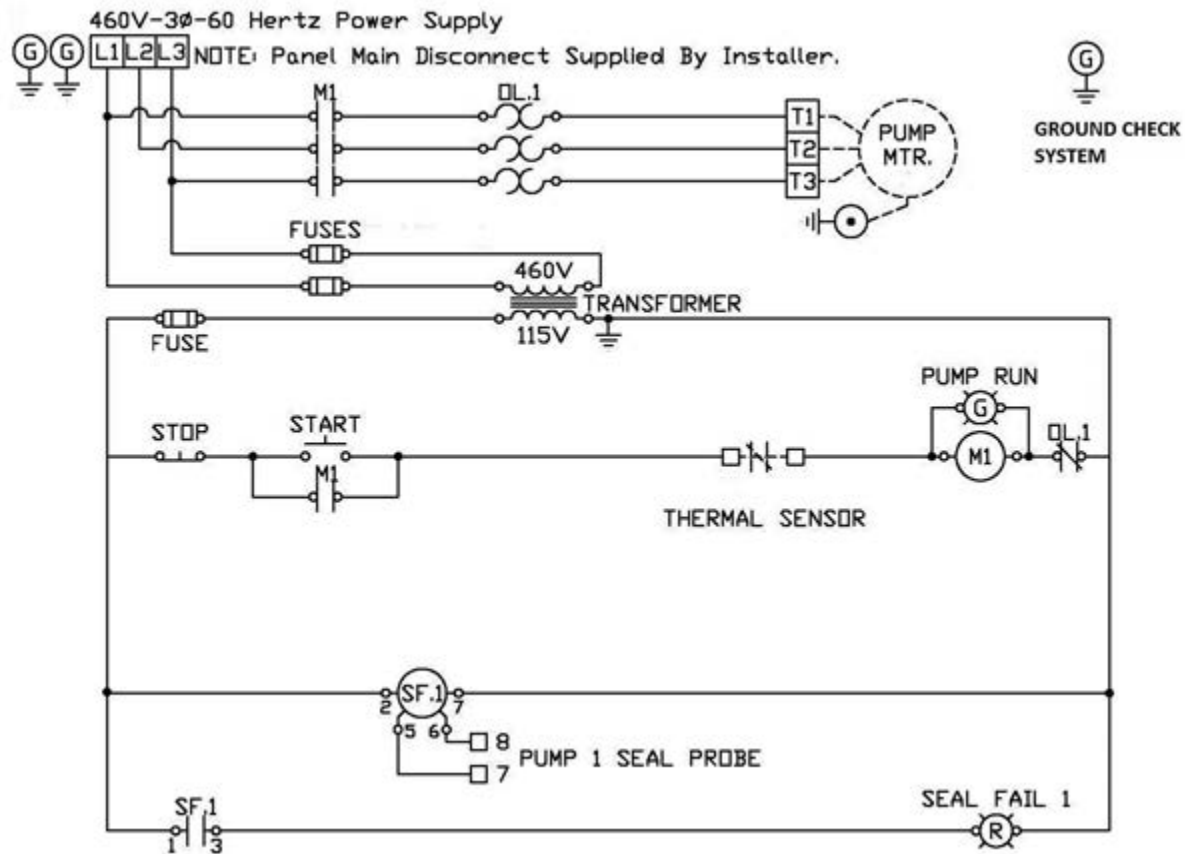 460V-3Ø-60 Hertz Power Supply
G G L1 L2 L3 NOTE: Panel Main Disconnect Supplied By Installer.
G
GROUND CHECK
SYSTEM
M1 OL.1
T1
T2
T3
PUMP
MTR.
FUSES
460V
TRANSFORMER
115V
FUSE
PUMP RUN
G
STOP START M1 OL.1
M1
THERMAL SENSOR
2 SF.1 7
5 6
8
7
PUMP 1 SEAL PROBE
SF.1 SEAL FAIL 1
1 3 R